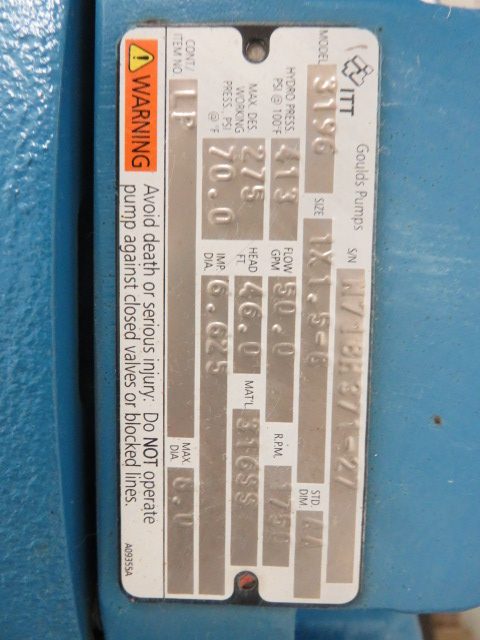 ITT
Goulds Pumps
S/N
MODEL 3196 SIZE 1X1.5-6 STD. DIM. AA
HYDRO PRESS. PSI @ 100°F 413 FLOW GPM 50.0 R.P.M. 1750
MAX. DES. WORKING PRESS. PSI @ °F 275 HEAD FT. 46.0 MAT'L 316SS
70.0 IMP. DIA. 6.625
CONT/ ITEM NO. LP MAX. DIA.
WARNING
Avoid death or serious injury: Do NOT operate
pump against closed valves or blocked lines.
A09355A